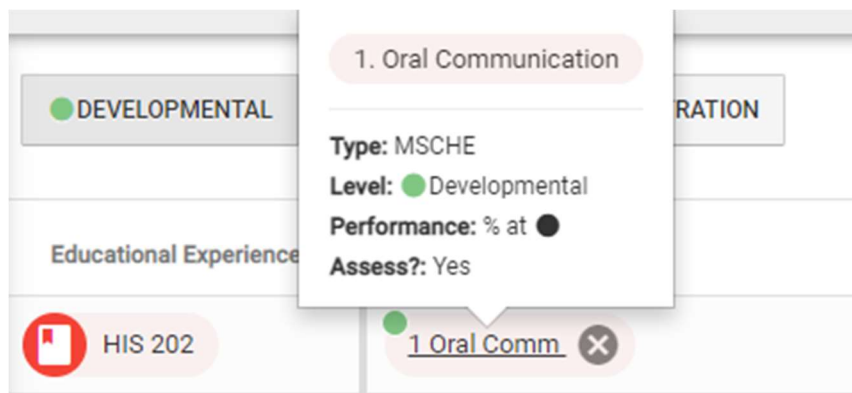 1. Oral Communication
DEVELOPMENTAL
RATION
Type: MSCHE
Level: Developmental
Performance: % at
Assess?: Yes
Educational Experience
HIS 202
1 Oral Comm